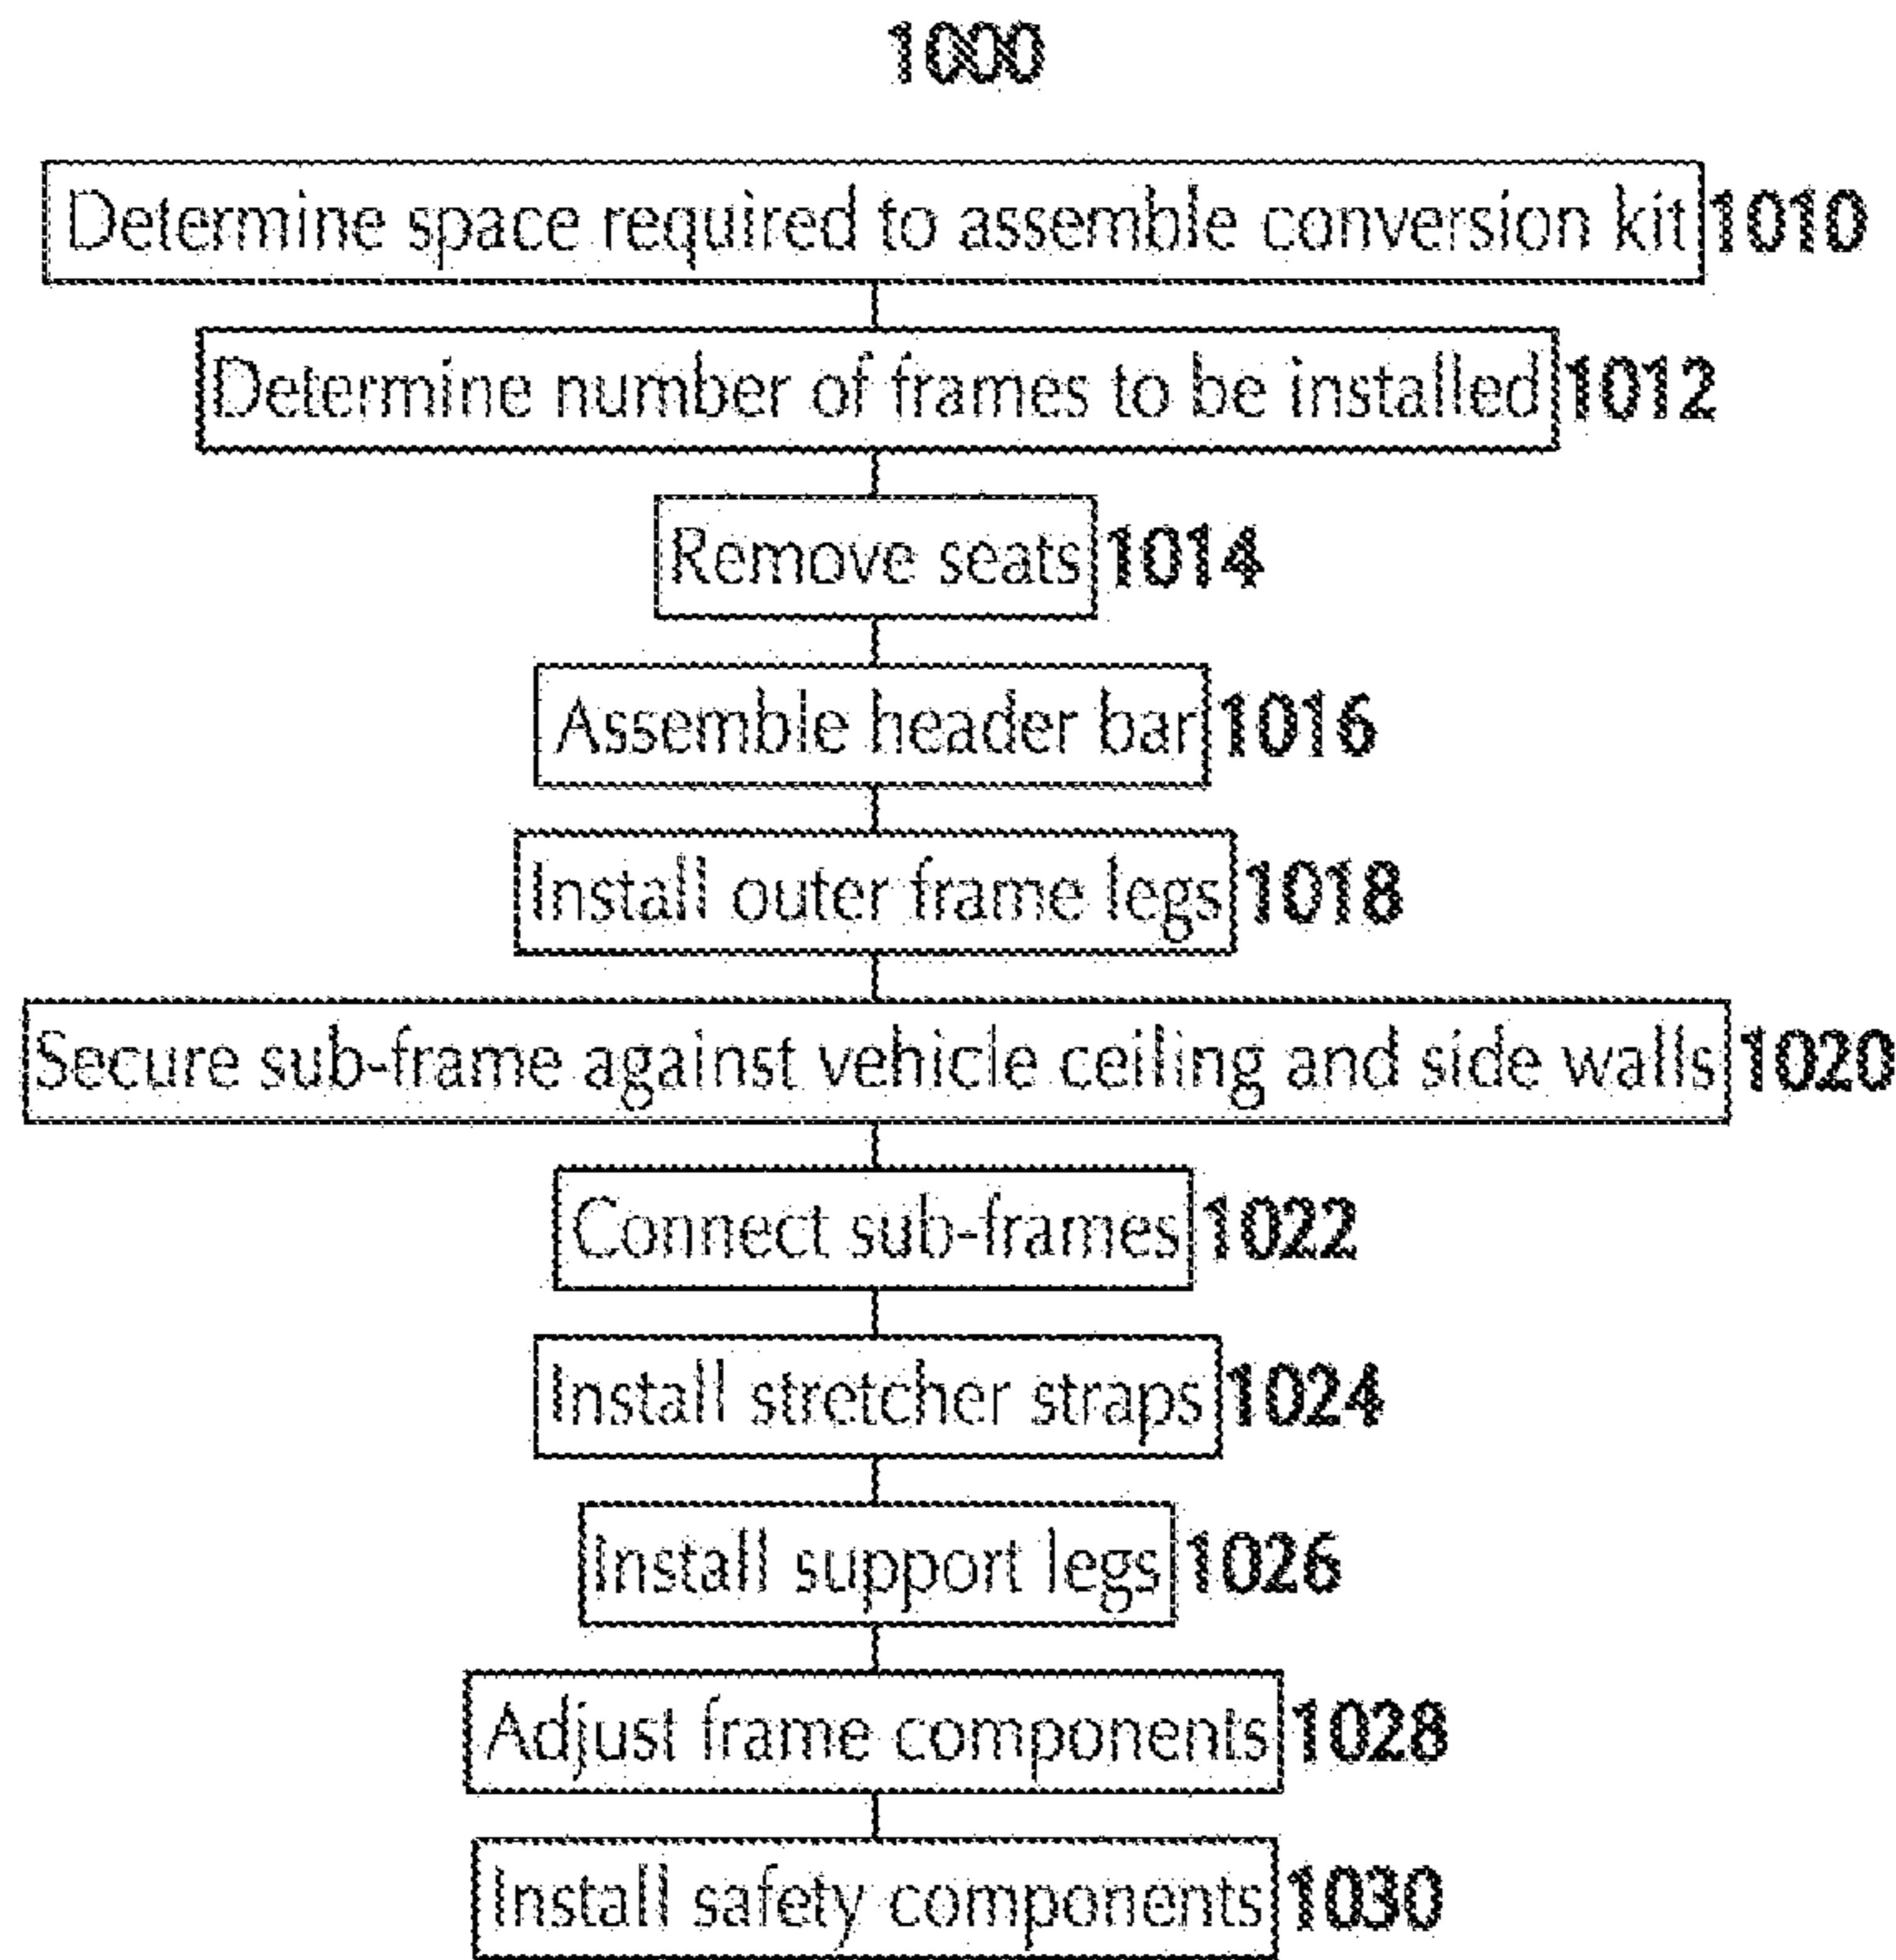 1000
Determine space required to assemble conversion kit 1010
Determine number of frames to be installed 1012
Remove seats 1014
Assemble header bar 1016
Install outer frame legs 1018
Secure sub-frame against vehicle ceiling and side walls 1020
Connect sub-frames 1022
Install stretcher straps 1024
Install support legs 1026
Adjust frame components 1028
Install safety components 1030